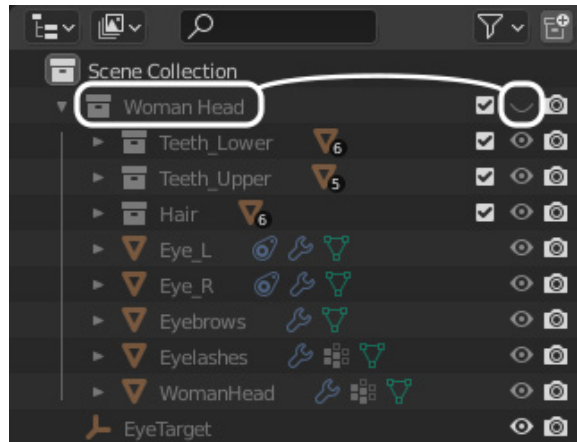 Scene Collection
Woman Head
Teeth_Lower 6
Teeth_Upper 5
Hair 6
Eye_L
Eye_R
Eyebrows
Eyelashes
WomanHead
EyeTarget